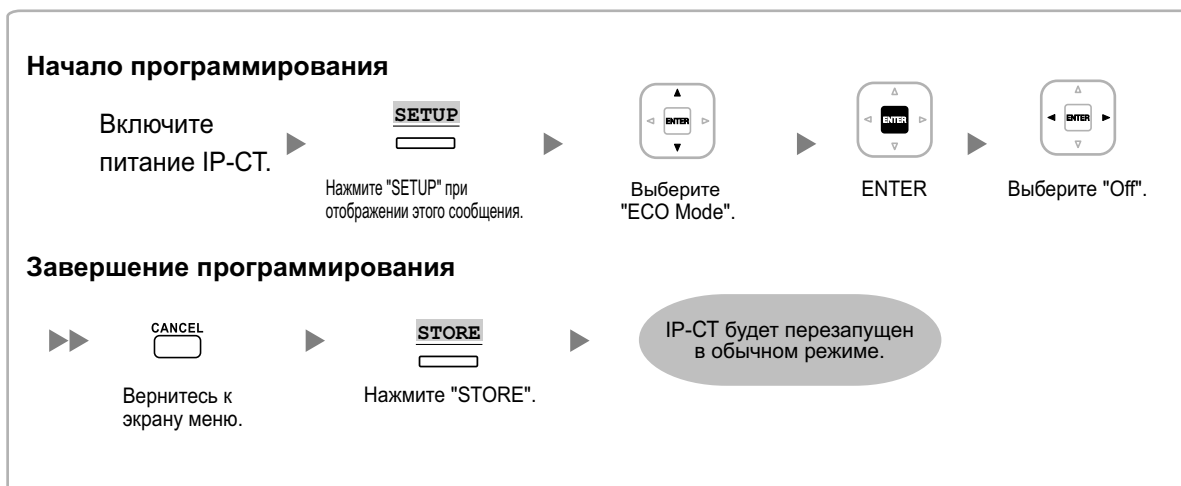 Начало программирования
Включите
питание IP-CT.
SETUP
Нажмите "SETUP" при
отображении этого сообщения.
ENTER
Выберите
"ECO Mode".
ENTER
ENTER
ENTER
Выберите "Off".
Завершение программирования
CANCEL
Вернитесь к
экрану меню.
STORE
Нажмите "STORE".
IP-CT будет перезапущен
в обычном режиме.